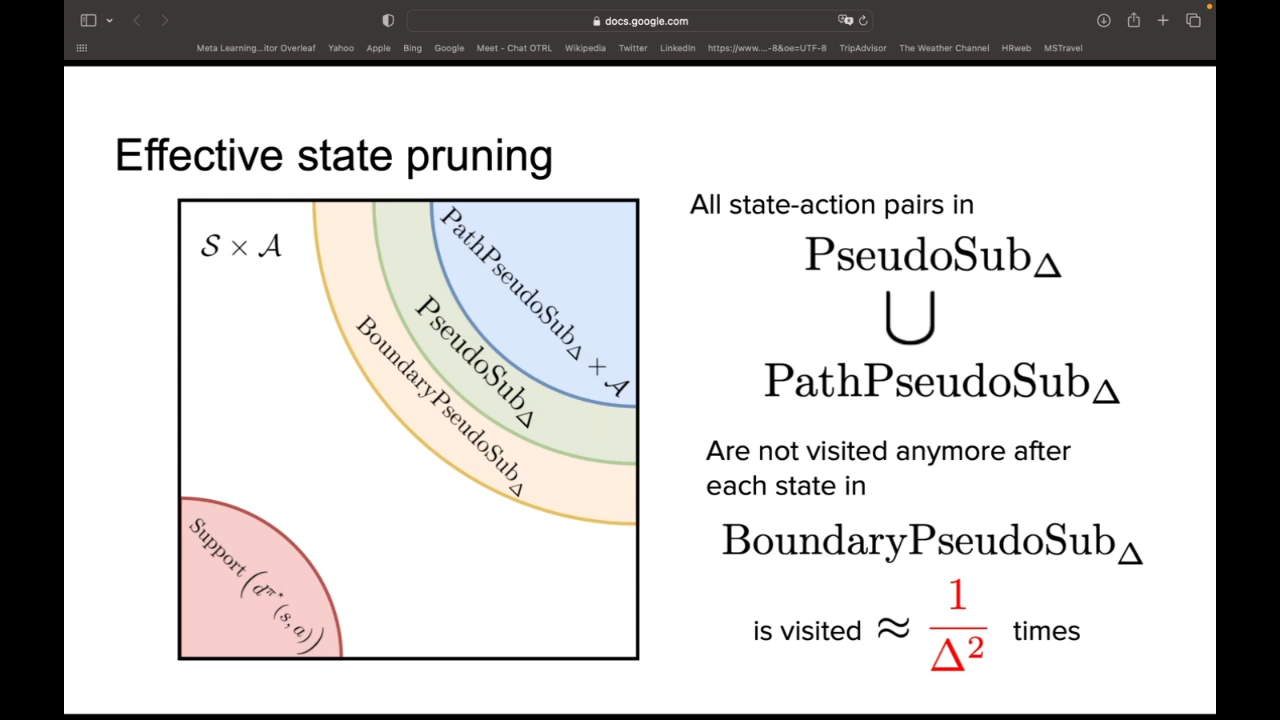 docs.google.com
Meta Learning...itor Overleaf Yahoo Apple Bing Google Meet - Chat OTRL Wikipedia Twitter LinkedIn https://www....-8&oe=UTF-8 TripAdvisor The Weather Channel HRweb MSTravel
Effective state pruning
S × A
PathPseudoSub_Δ × A
PseudoSub_Δ
BoundaryPseudoSub_Δ
Support(d^{π*}(s, a))
All state-action pairs in
PseudoSub_Δ
⋃
PathPseudoSub_Δ
Are not visited anymore after
each state in
BoundaryPseudoSub_Δ
is visited ≈ 1/Δ² times